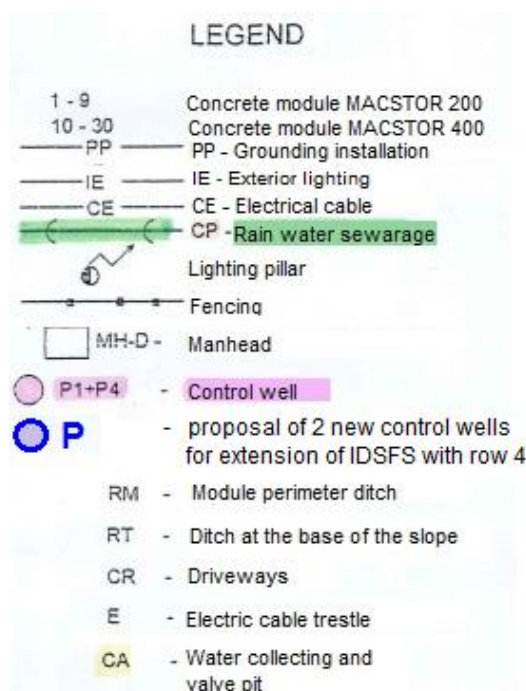 LEGEND
1 - 9 Concrete module MACSTOR 200
10 - 30 Concrete module MACSTOR 400
PP PP - Grounding installation
IE IE - Exterior lighting
CE CE - Electrical cable
CP - Rain water sewarage
Lighting pillar
Fencing
MH-D - Manhead
P1+P4 - Control well
P - proposal of 2 new control wells
for extension of IDSFS with row 4
RM - Module perimeter ditch
RT - Ditch at the base of the slope
CR - Driveways
E - Electric cable trestle
CA - Water collecting and
valve pit